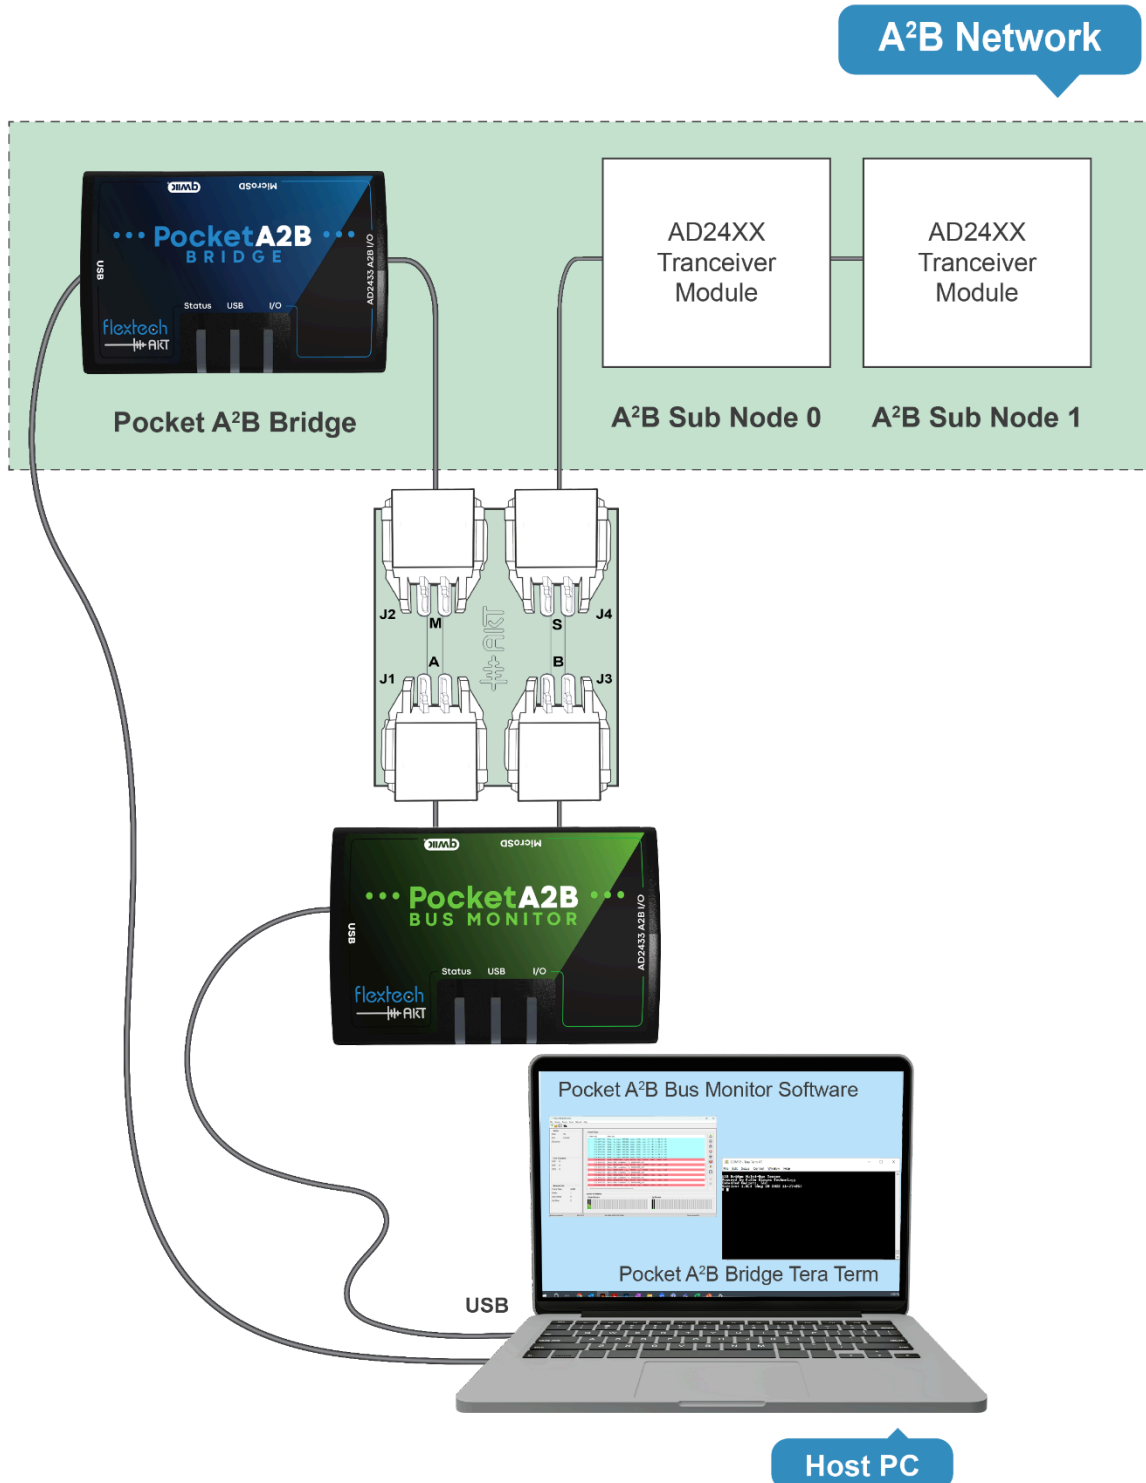 A²B Network
qwiic
MicroSD
PocketA2B
BRIDGE
USB
AD2433 A2B I/O
Status USB I/O
flextech
AKT
Pocket A²B Bridge
AD24XX
Tranceiver
Module
A²B Sub Node 0
AD24XX
Tranceiver
Module
A²B Sub Node 1
J2
M
S
J4
AKT
J1
A
B
J3
qwiic
MicroSD
PocketA2B
BUS MONITOR
USB
AD2433 A2B I/O
Status USB I/O
flextech
AKT
Pocket A²B Bus Monitor Software
Pocket A²B Bridge Tera Term
USB
Host PC